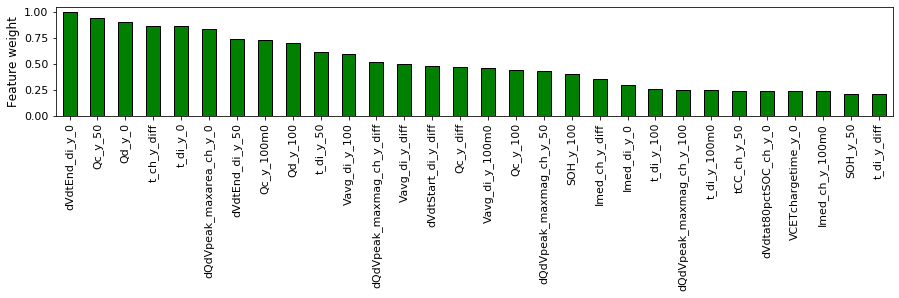 Feature weight
1.00
0.75
0.50
0.25
0.00
dVdtEnd_di_y_0
Qc_y_50
Qd_y_0
t_ch_y_diff
t_di_y_0
dQdVpeak_maxarea_ch_y_0
dVdtEnd_di_y_50
Qc_y_100m0
Qd_y_100
t_di_y_50
Vavg_di_y_100
dQdVpeak_maxmag_ch_y_diff
Vavg_di_y_diff
dVdtStart_di_y_diff
Qc_y_diff
Vavg_di_y_100m0
Qc_y_100
dQdVpeak_maxmag_ch_y_50
SOH_y_100
Imed_ch_y_diff
Imed_di_y_0
t_di_y_100
dQdVpeak_maxmag_ch_y_100
t_di_y_100m0
tCC_ch_y_50
dVdtat80pctSOC_ch_y_0
VCETchargetime_y_0
Imed_ch_y_100m0
SOH_y_50
t_di_y_diff